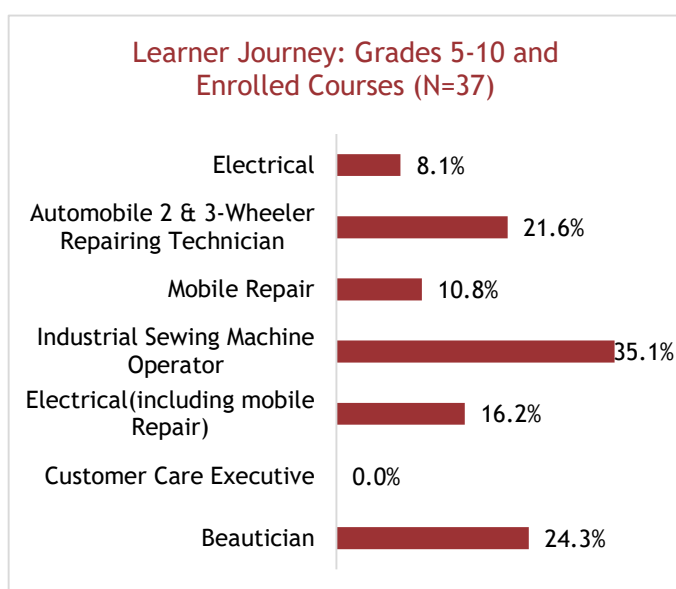 Learner Journey: Grades 5-10 and
Enrolled Courses (N=37)
Electrical
8.1%
Automobile 2 & 3-Wheeler
Repairing Technician
21.6%
Mobile Repair
10.8%
Industrial Sewing Machine
Operator
35.1%
Electrical(including mobile
Repair)
16.2%
Customer Care Executive
0.0%
Beautician
24.3%